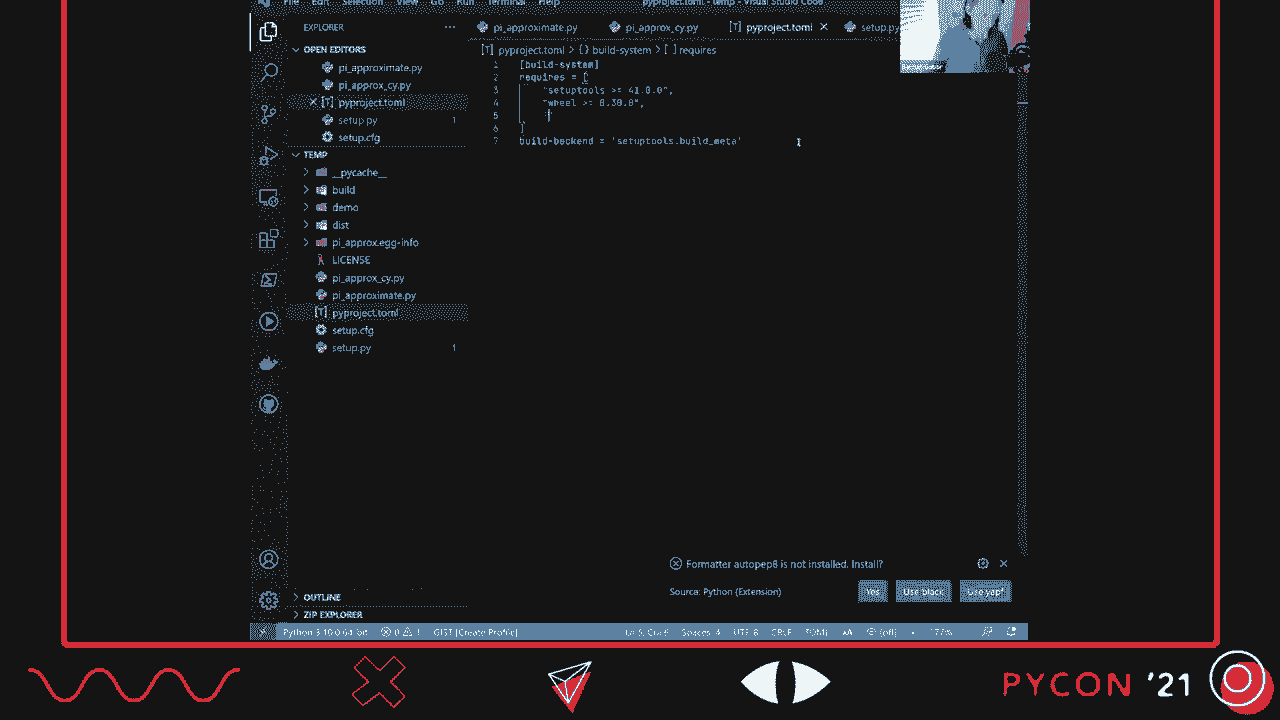 File Edit Selection View Go Run Terminal Help
pyproject.toml - temp - Visual Studio Code
EXPLORER
pi_approximate.py
pi_approx_cy.py
pyproject.toml
setup.py
OPEN EDITORS
pi_approximate.py
pi_approx_cy.py
pyproject.toml
setup.py 1
setup.cfg
TEMP
__pycache__
build
demo
dist
pi_approx.egg-info
LICENSE
pi_approx_cy.py
pi_approximate.py
pyproject.toml
setup.cfg
setup.py 1
OUTLINE
ZIP EXPLORER
pyproject.toml > {} build-system > [ ] requires
1 [build-system]
2 requires = [
3 "setuptools >= 41.0.0",
4 "wheel >= 0.30.0",
5
6 ]
7 build-backend = 'setuptools.build_meta'
Formatter autopep8 is not installed. Install?
Source: Python (Extension)
Yes
Use black
Use yapf
Python 3.10.0 64-bit
GIST [Create Profile]
Spaces: 4
UTF-8
CRLF
TOML
(off)
PYCON '21